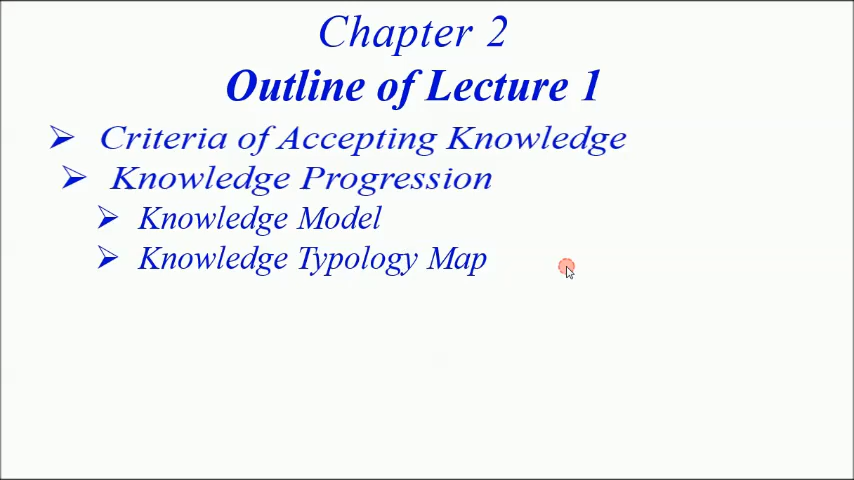 Chapter 2
Outline of Lecture 1
➢ Criteria of Accepting Knowledge
➢ Knowledge Progression
➢ Knowledge Model
➢ Knowledge Typology Map